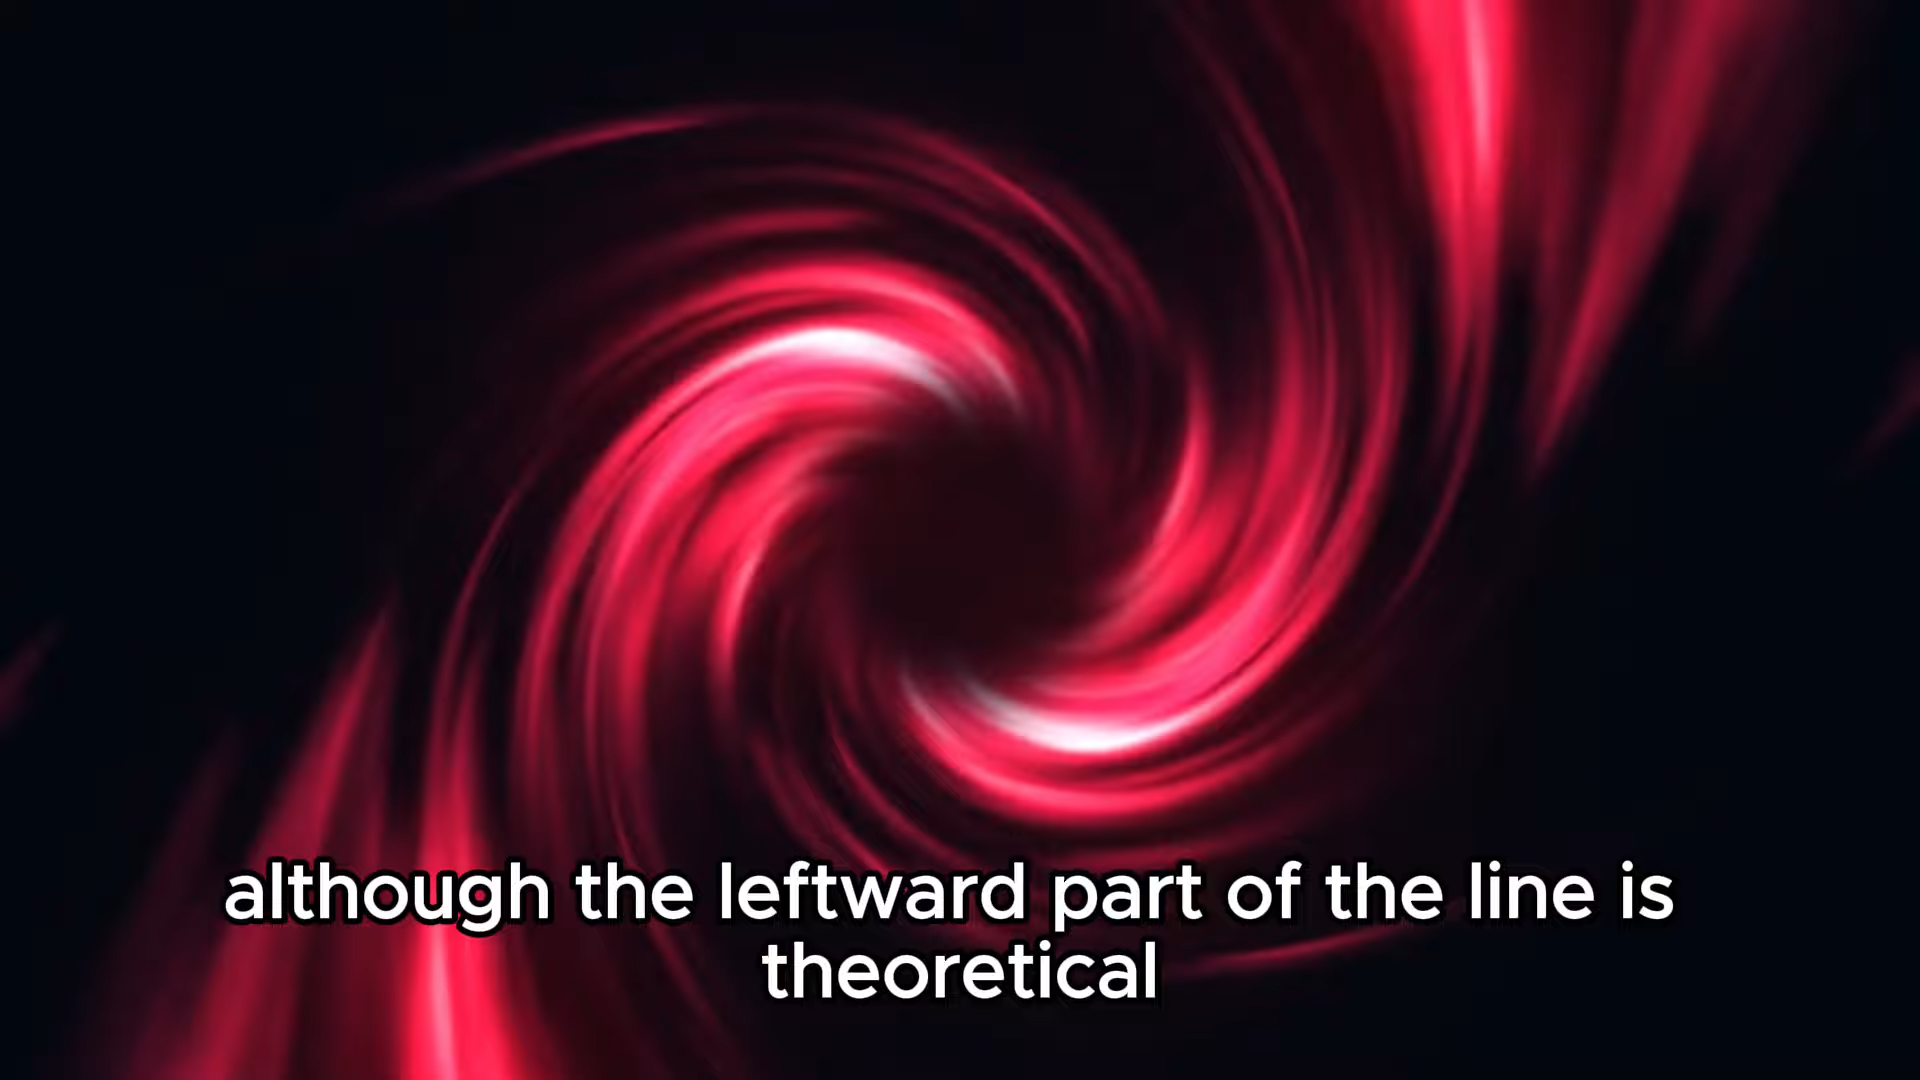 although the leftward part of the line is
theoretical